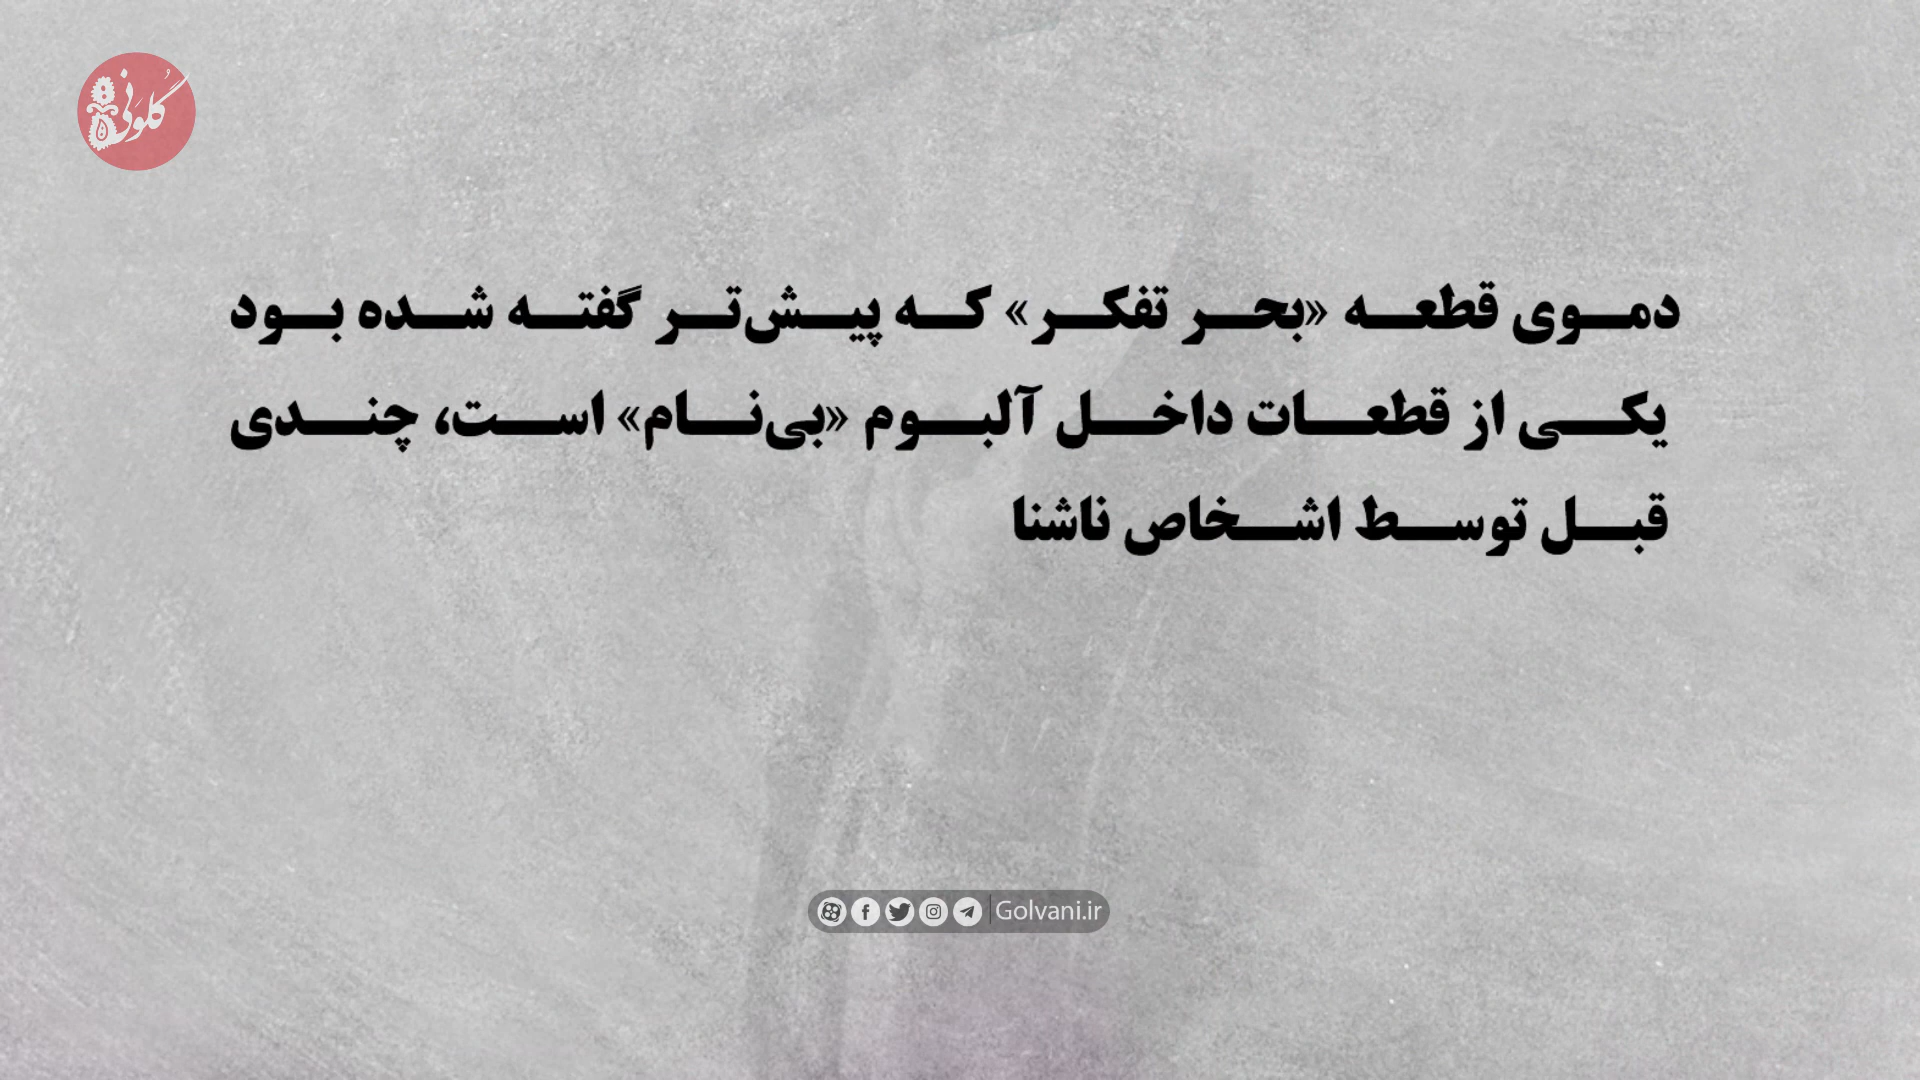 گلونی
دموی قطعه «بحر تفکر» که پیش‌تر گفته شده بود
یکی از قطعات داخل آلبوم «بی‌نام» است، چندی
قبل توسط اشخاص ناشنا
Golvani.ir